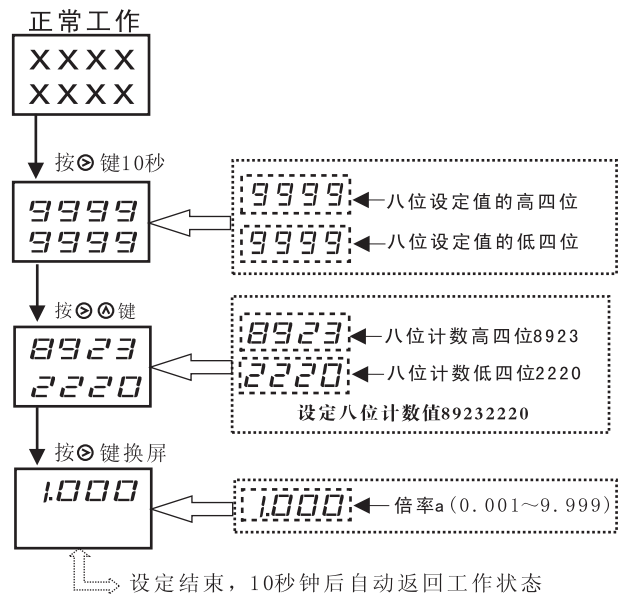 正常工作
XXXX
XXXX
按>键10秒
9999
9999
9999
八位设定值的高四位
9999
八位设定值的低四位
按>∧键
8923
2220
8923
八位计数高四位8923
2220
八位计数低四位2220
设定八位计数值89232220
按>键换屏
1.000
1.000
倍率a(0.001～9.999)
设定结束，10秒钟后自动返回工作状态